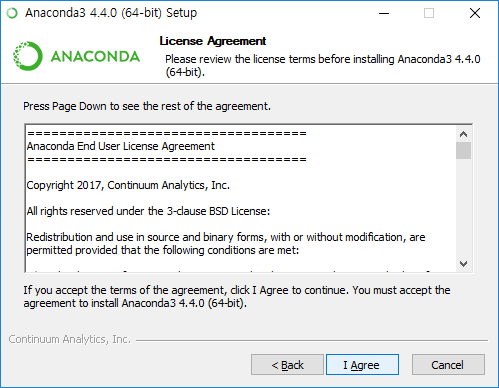 Anaconda3 4.4.0 (64-bit) Setup
ANACONDA
License Agreement
Please review the license terms before installing Anaconda3 4.4.0
(64-bit).
Press Page Down to see the rest of the agreement.
===================================
Anaconda End User License Agreement
===================================
Copyright 2017, Continuum Analytics, Inc.
All rights reserved under the 3-clause BSD License:
Redistribution and use in source and binary forms, with or without modification, are
permitted provided that the following conditions are met:
If you accept the terms of the agreement, click I Agree to continue. You must accept the
agreement to install Anaconda3 4.4.0 (64-bit).
Continuum Analytics, Inc.
< Back
I Agree
Cancel